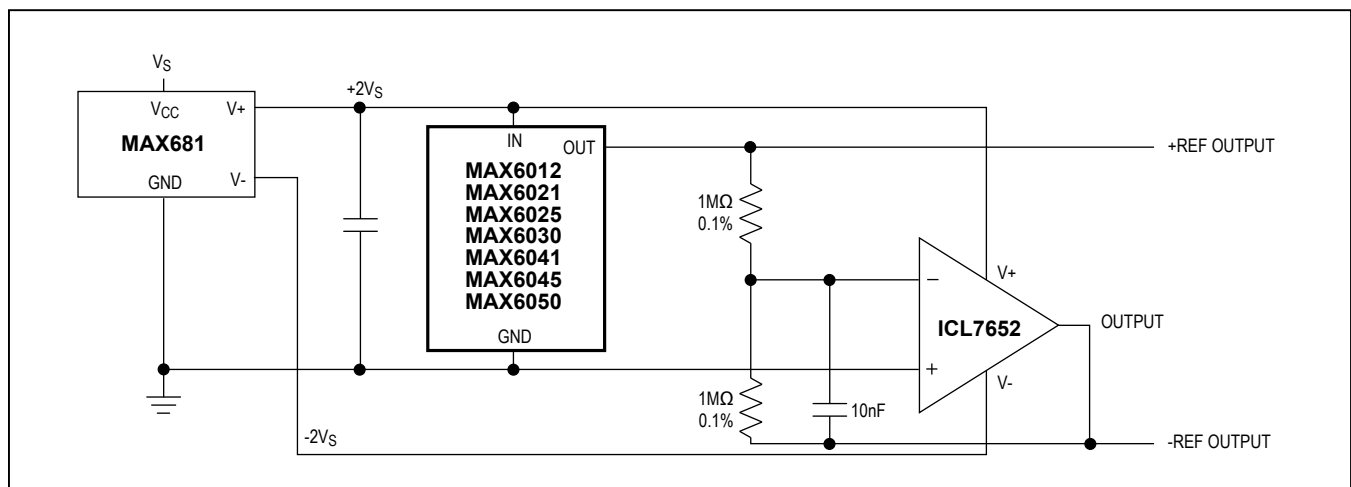 V_S
+2V_S
V_CC
V+
MAX681
GND
V-
IN
OUT
MAX6012
MAX6021
MAX6025
MAX6030
MAX6041
MAX6045
MAX6050
GND
+REF OUTPUT
1MΩ
0.1%
−
V+
ICL7652
OUTPUT
+
V-
1MΩ
0.1%
10nF
-2V_S
-REF OUTPUT